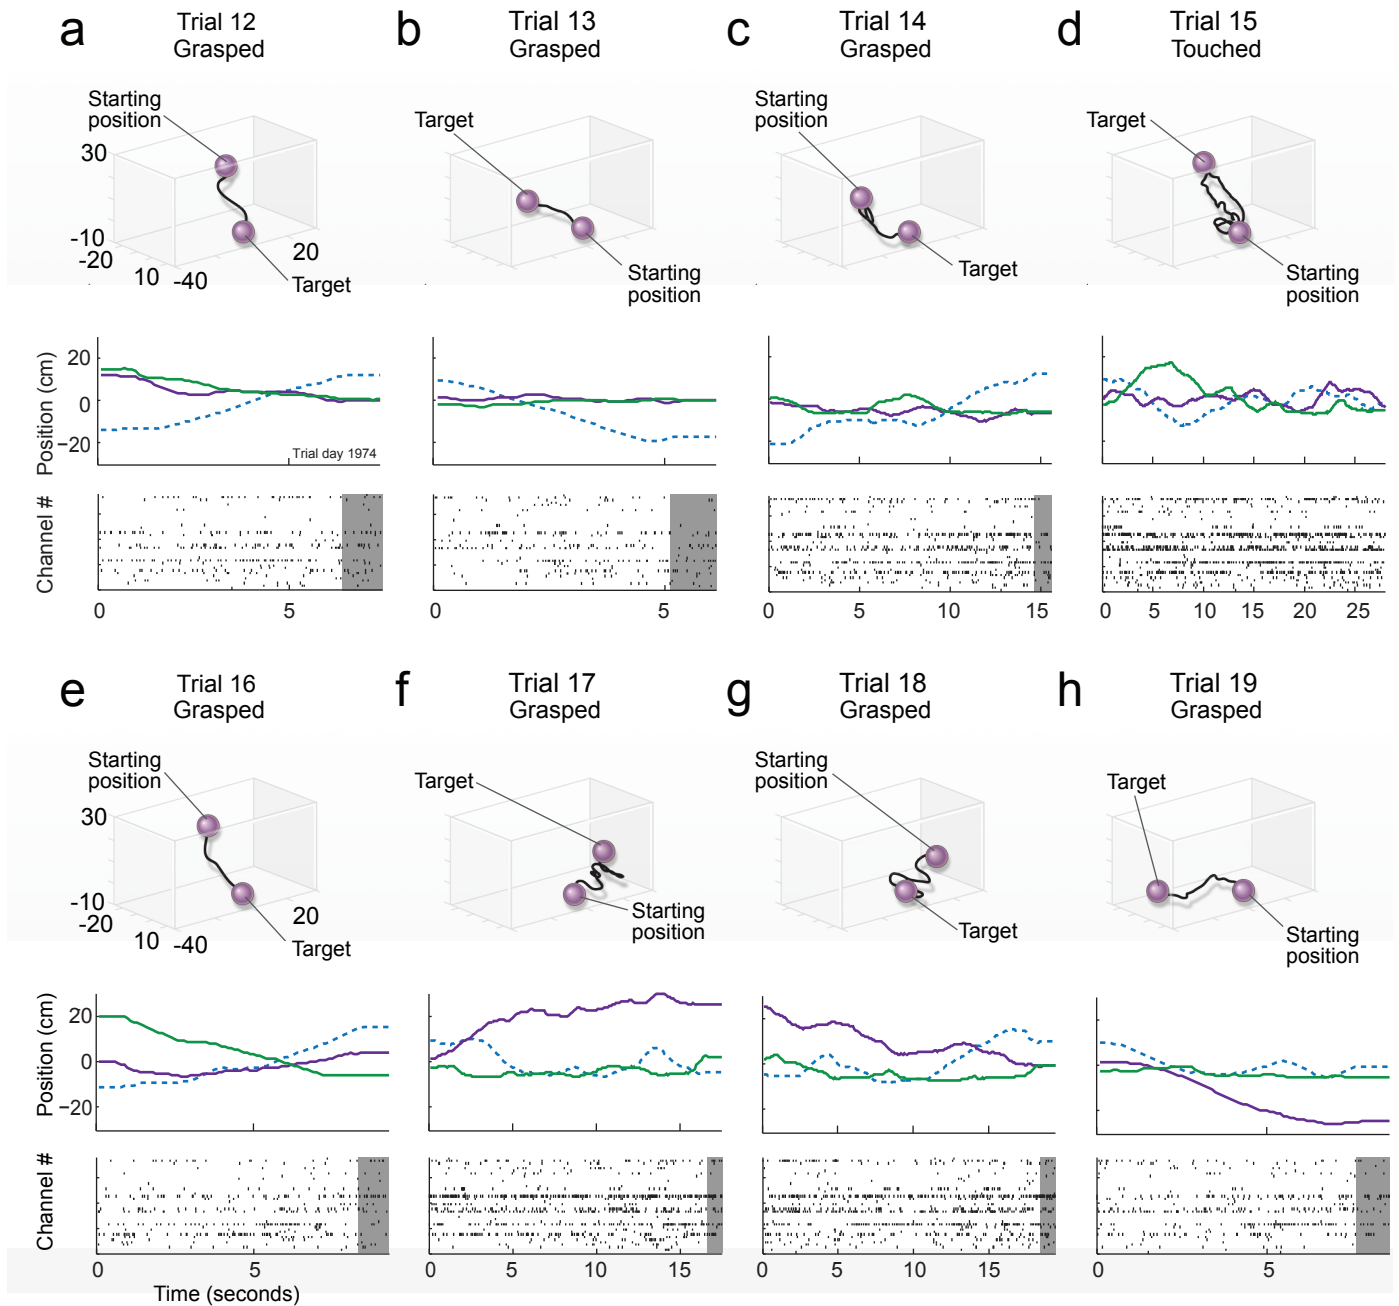 a
Trial 12
Grasped
b
Trial 13
Grasped
c
Trial 14
Grasped
d
Trial 15
Touched
Starting
position
30
-10
-20
10
-40
20
Target
Target
Starting
position
Starting
position
Target
Target
Starting
position
Position (cm)
20
0
−20
Trial day 1974
Channel #
0 5
0 5
0 5 10 15
0 5 10 15 20 25
e
Trial 16
Grasped
f
Trial 17
Grasped
g
Trial 18
Grasped
h
Trial 19
Grasped
Starting
position
30
-10
-20
10
-40
20
Target
Target
Starting
position
Starting
position
Target
Target
Starting
position
Position (cm)
20
0
−20
Channel #
0 5
0 5 10 15
0 5 10 15
0 5
Time (seconds)